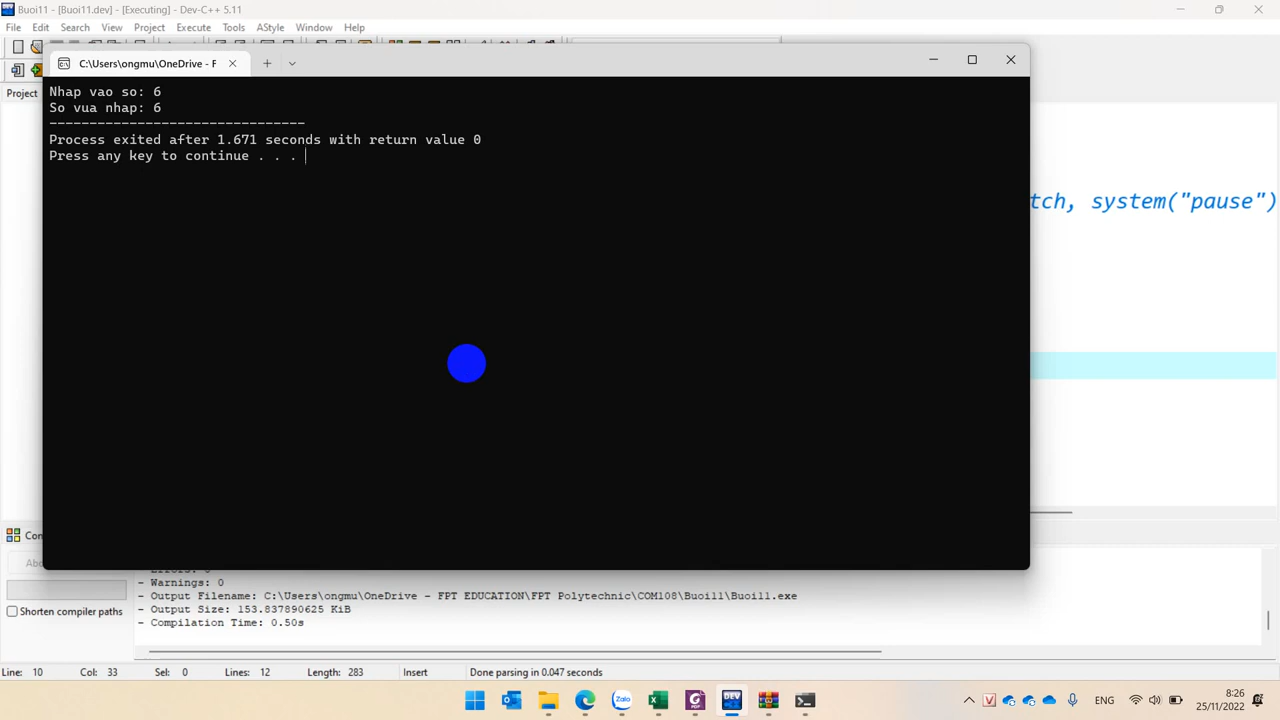 Buoi11 - [Buoi11.dev] - [Executing] - Dev-C++ 5.11
File Edit Search View Project Execute Tools AStyle Window Help
C:\Users\ongmu\OneDrive - F
Project
Nhap vao so: 6
So vua nhap: 6
--------------------------------
Process exited after 1.671 seconds with return value 0
Press any key to continue . . .
tch, system("pause")
- Warnings: 0
- Output Filename: C:\Users\ongmu\OneDrive - FPT EDUCATION\FPT Polytechnic\COM108\Buoi11\Buoi11.exe
- Output Size: 153.837890625 KiB
- Compilation Time: 0.50s
Shorten compiler paths
Line: 10 Col: 33 Sel: 0 Lines: 12 Length: 283 Insert Done parsing in 0.047 seconds
Zalo
DEV
ENG
8:26
25/11/2022